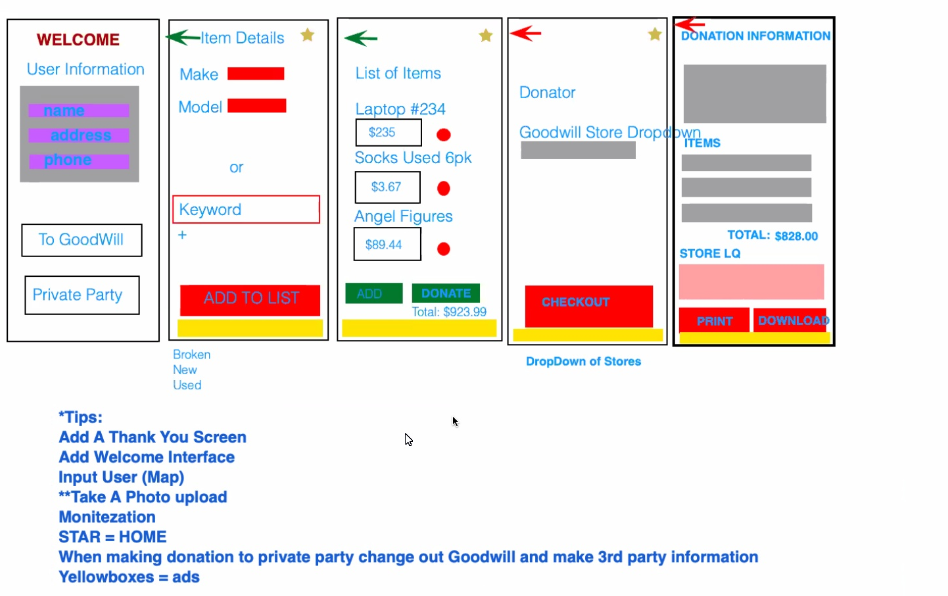 WELCOME
User Information
name
address
phone
To GoodWill
Private Party
Item Details
Make
Model
or
Keyword
+
ADD TO LIST
Broken
New
Used
List of Items
Laptop #234
$235
Socks Used 6pk
$3.67
Angel Figures
$89.44
ADD
DONATE
Total: $923.99
Donator
Goodwill Store Dropdown
CHECKOUT
DropDown of Stores
DONATION INFORMATION
ITEMS
TOTAL: $828.00
STORE LQ
PRINT
DOWNLOAD
*Tips:
Add A Thank You Screen
Add Welcome Interface
Input User (Map)
**Take A Photo upload
Monitezation
STAR = HOME
When making donation to private party change out Goodwill and make 3rd party information
Yellowboxes = ads